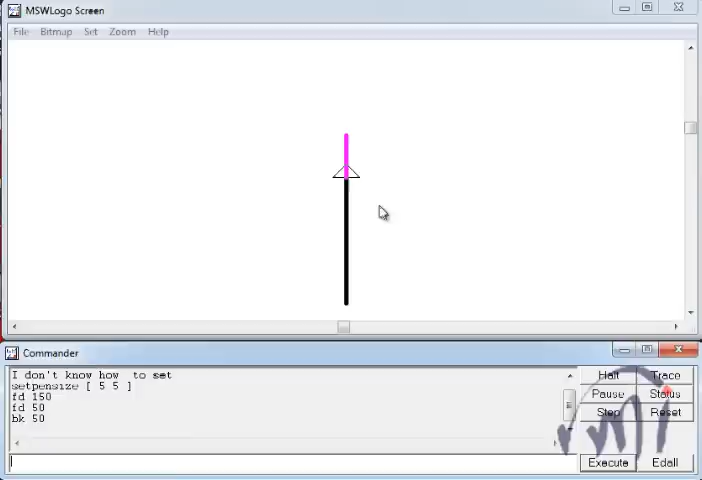 MSWLogo Screen
File Bitmap Set Zoom Help
Commander
I don't know how  to set
setpensize [ 5 5 ]
fd 150
fd 50
bk 50
Halt Trace
Pause Status
Step Reset
Execute Edall